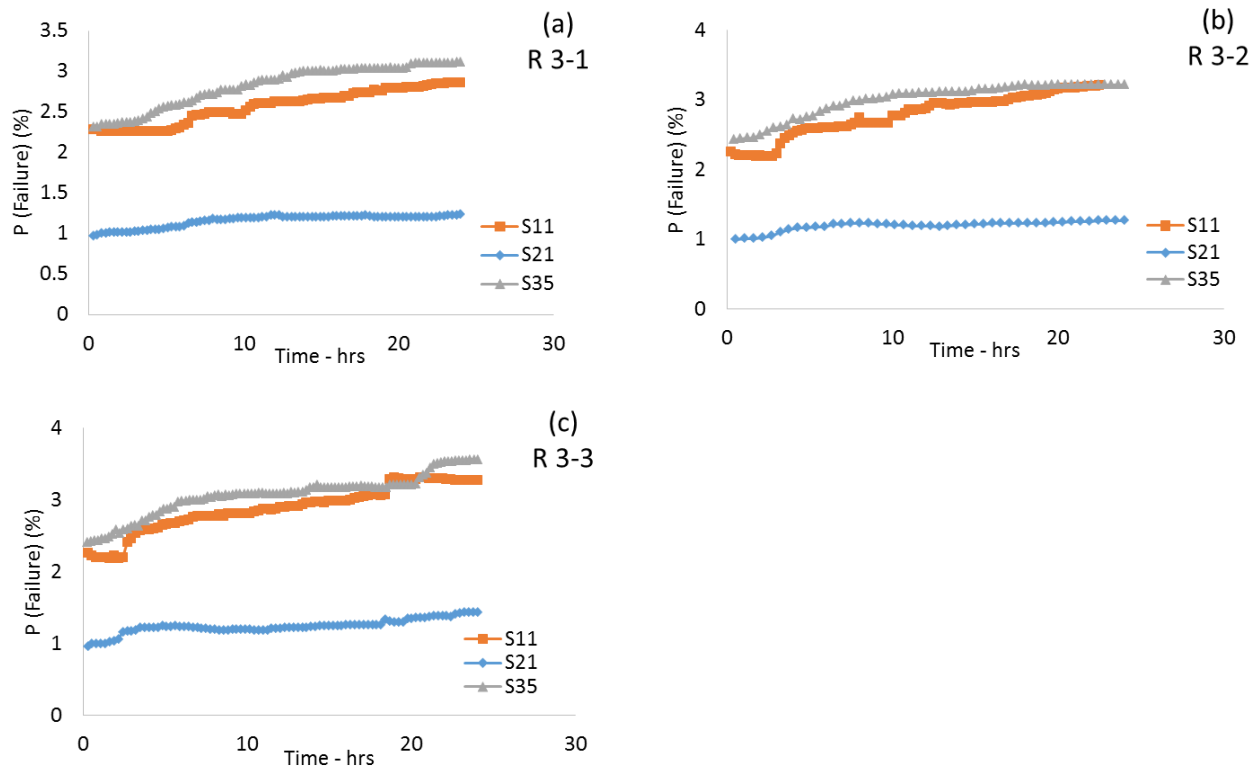 (a)
R 3-1
P (Failure) (%)
3.5
3
2.5
2
1.5
1
0.5
0
0
10
20
30
Time - hrs
S11
S21
S35
(b)
R 3-2
P (Failure) (%)
4
3
2
1
0
0
10
20
30
Time - hrs
S11
S21
S35
(c)
R 3-3
P (Failure) (%)
4
3
2
1
0
0
10
20
30
Time - hrs
S11
S21
S35